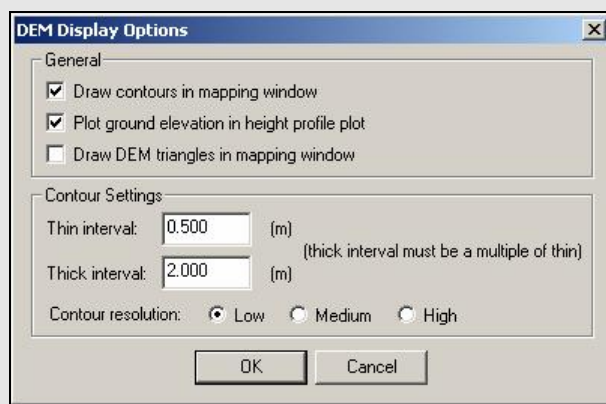 DEM Display Options
General
Draw contours in mapping window
Plot ground elevation in height profile plot
Draw DEM triangles in mapping window
Contour Settings
Thin interval: 0.500 (m)
(thick interval must be a multiple of thin)
Thick interval: 2.000 (m)
Contour resolution: Low Medium High
OK Cancel